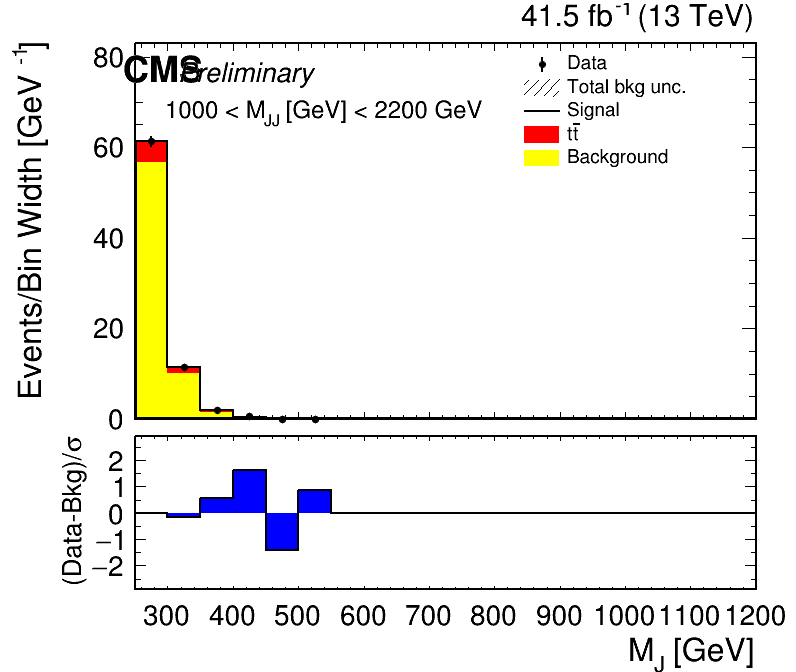 41.5 fb-1 (13 TeV)
CMS Preliminary
1000 < MJJ [GeV] < 2200 GeV
Data
Total bkg unc.
Signal
tt̄
Background
Events/Bin Width [GeV-1]
80
60
40
20
0
(Data-Bkg)/σ
2
1
0
−1
−2
300 400 500 600 700 800 900 1000 1100 1200
MJ [GeV]